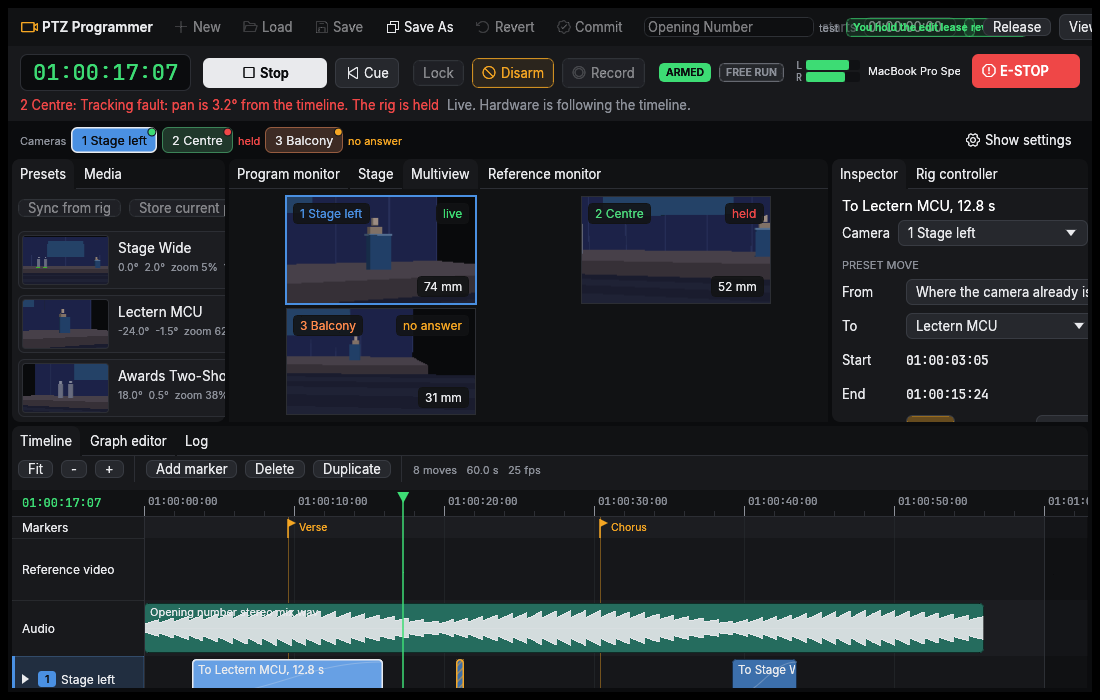 PTZ Programmer
New
Load
Save
Save As
Revert
Commit
Opening Number
Release
View
01:00:17:07
Stop
Cue
Lock
Disarm
Record
ARMED
FREE RUN
L
R
MacBook Pro Spe
E-STOP
2 Centre: Tracking fault: pan is 3.2° from the timeline. The rig is held Live. Hardware is following the timeline.
Cameras
1 Stage left
2 Centre
held
3 Balcony
no answer
Show settings
Presets
Media
Program monitor
Stage
Multiview
Reference monitor
Inspector
Rig controller
Sync from rig
Store current
Stage Wide
0.0° 2.0° zoom 5%
Lectern MCU
-24.0° -1.5° zoom 62
Awards Two-Sho
18.0° 0.5° zoom 38%
1 Stage left
live
74 mm
2 Centre
held
52 mm
3 Balcony
no answer
31 mm
To Lectern MCU, 12.8 s
Camera
1 Stage left
PRESET MOVE
From
Where the camera already is
To
Lectern MCU
Start
01:00:03:05
End
01:00:15:24
Timeline
Graph editor
Log
Fit
-
+
Add marker
Delete
Duplicate
8 moves
60.0 s
25 fps
01:00:17:07
01:00:00:00
01:00:10:00
01:00:20:00
01:00:30:00
01:00:40:00
01:00:50:00
01:01:0
Markers
Verse
Chorus
Reference video
Audio
Opening number stereo mix.wav
1 Stage left
To Lectern MCU, 12.8 s
To Stage W